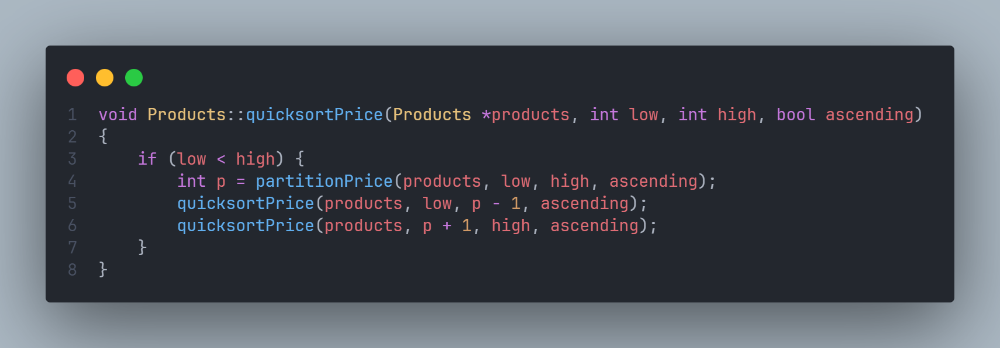 1 void Products::quicksortPrice(Products *products, int low, int high, bool ascending)
2 {
3     if (low < high) {
4         int p = partitionPrice(products, low, high, ascending);
5         quicksortPrice(products, low, p - 1, ascending);
6         quicksortPrice(products, p + 1, high, ascending);
7     }
8 }